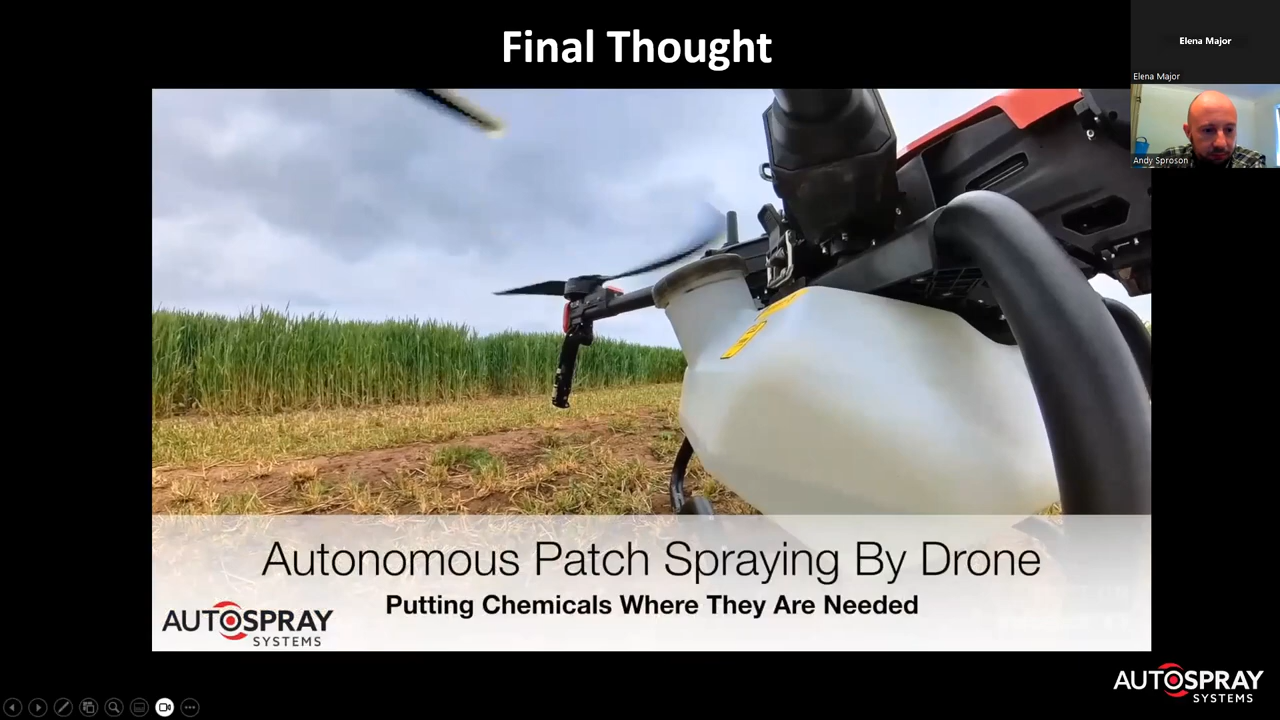 Final Thought
Elena Major
Elena Major
Andy Sproson
Autonomous Patch Spraying By Drone
Putting Chemicals Where They Are Needed
AUTOSPRAY
SYSTEMS
AUTOSPRAY
SYSTEMS